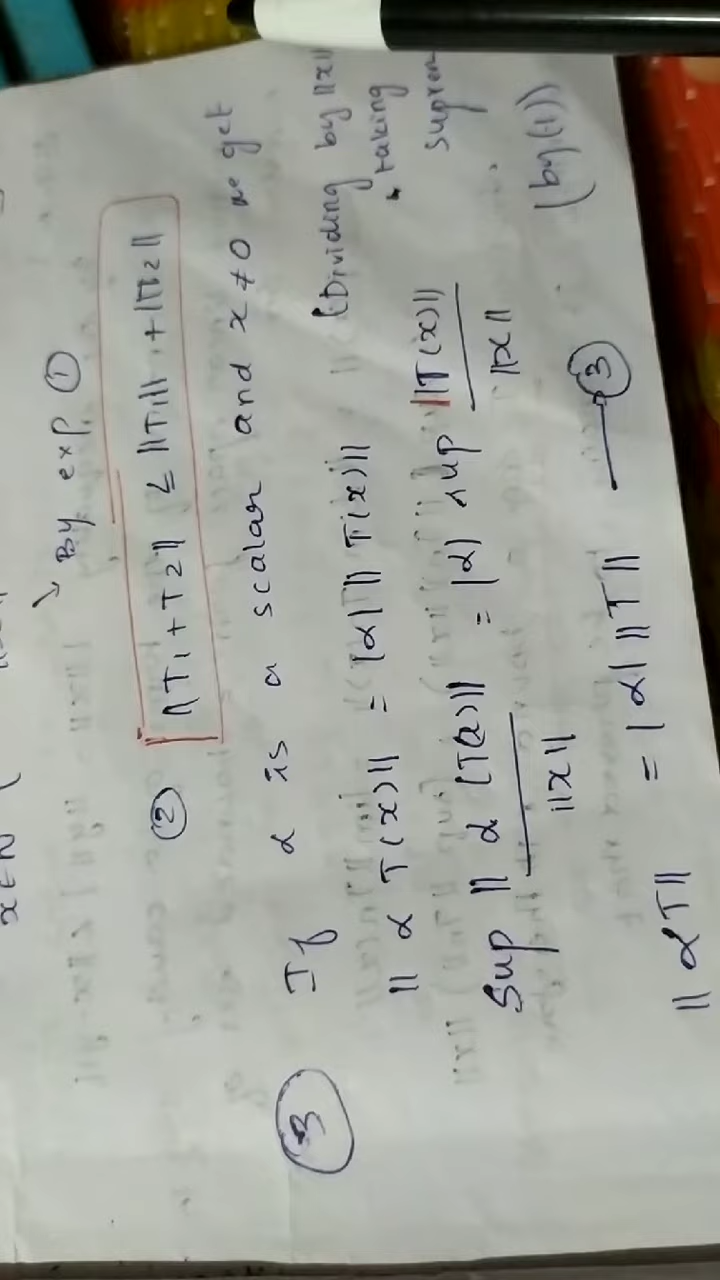 x ∈ N
↘ By exp ①
② ‖T1 + T2‖ ≤ ‖T1‖ + ‖T2‖
③ If α is a scalar and x ≠ 0 we get
‖α T(x)‖ = |α| ‖T(x)‖ (Dividing by ‖x‖
taking
Sup ‖α (T(x)‖ / ‖x‖ = |α| sup ‖T(x)‖ / ‖x‖
suprem
‖αT‖ = |α| ‖T‖ —③ (by (1))